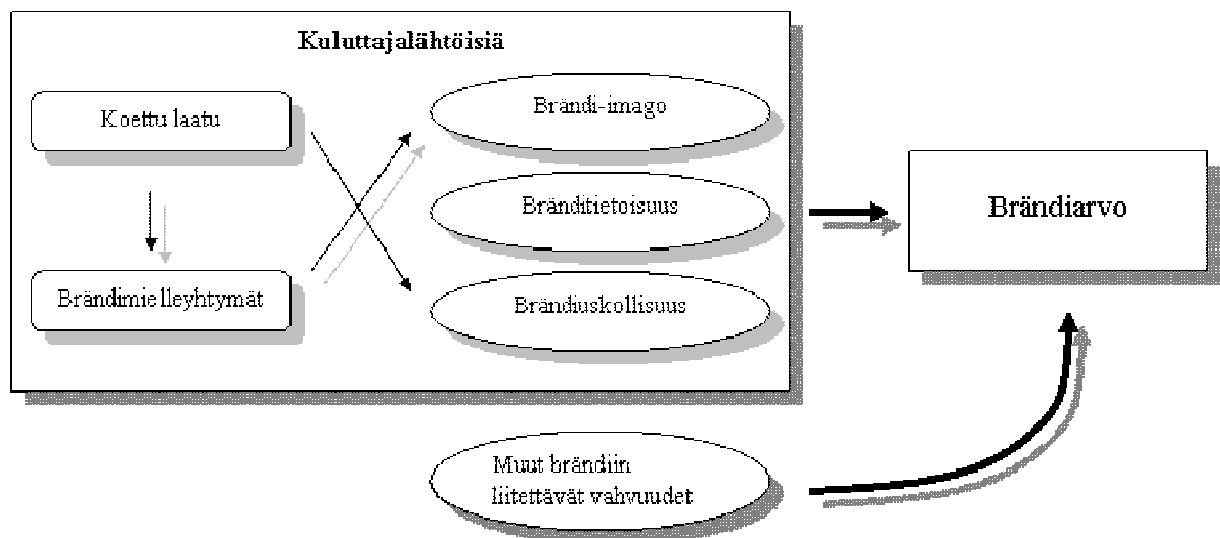 Kuluttajalähtöisiä
Koettu laatu
Brändi-imago
Bränditietoisuus
Brändiarvo
Brändimielleyhtymät
Brändiuskollisuus
Muut brändiin
liitettävät vahvuudet